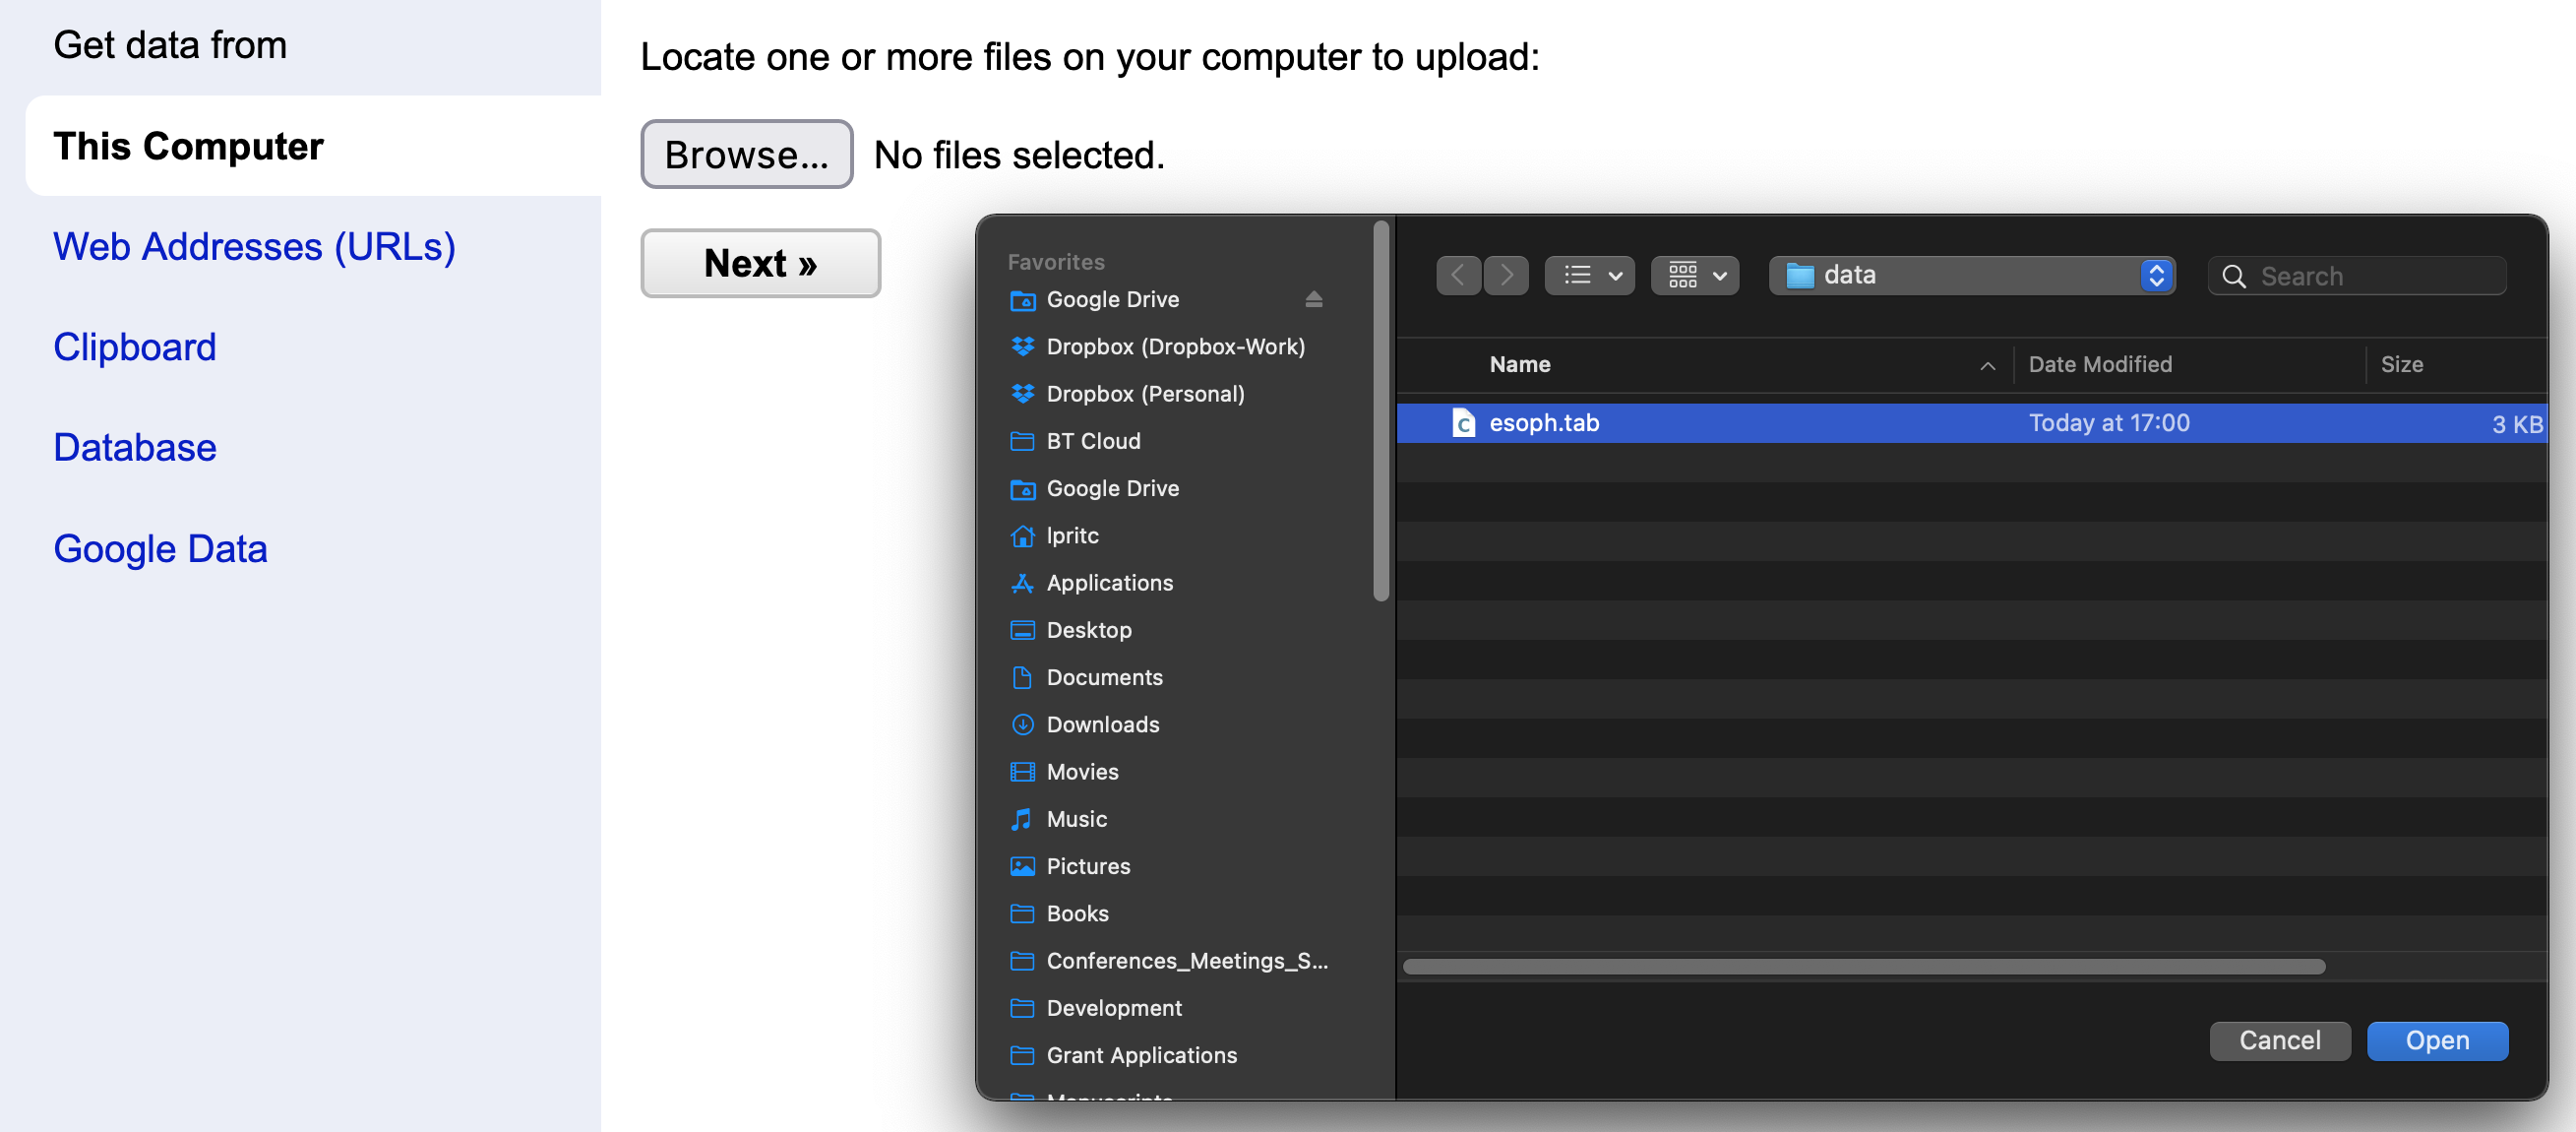 Get data from
This Computer
Web Addresses (URLs)
Clipboard
Database
Google Data
Locate one or more files on your computer to upload:
Browse... No files selected.
Next »
Favorites
Google Drive
Dropbox (Dropbox-Work)
Dropbox (Personal)
BT Cloud
Google Drive
lpritc
Applications
Desktop
Documents
Downloads
Movies
Music
Pictures
Books
Conferences_Meetings_S...
Development
Grant Applications
Manuscripts
data Search
Name Date Modified Size
esoph.tab Today at 17:00 3 KB
Cancel Open